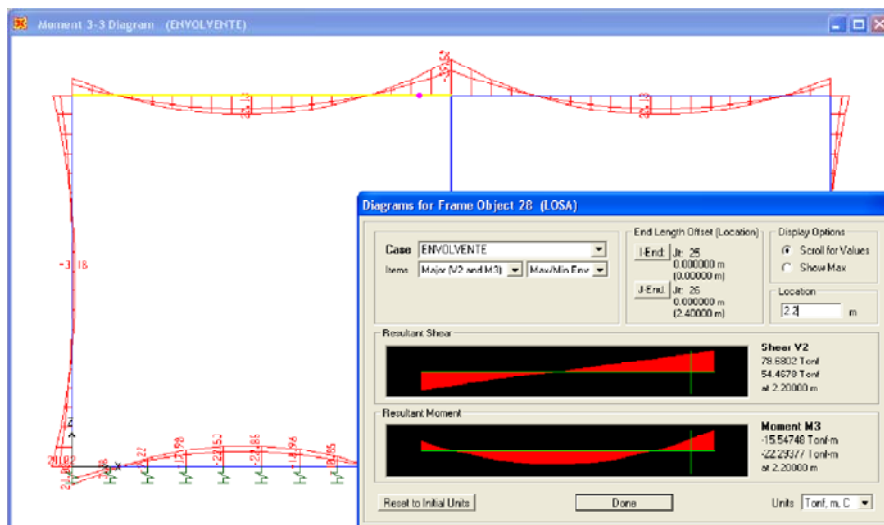 Moment 3-3 Diagram (ENVOLVENTE)
Diagrams for Frame Object 28 (LOSA)
Case ENVOLVENTE
Items Major (V2 and M3) Max/Min Env
End Length Offset (Location)
I-End: Jt: 25
0.000000 m
(0.00000 m)
J-End: Jt: 26
0.000000 m
(2.40000 m)
Display Options
Scroll for Values
Show Max
Location
2.2 m
Resultant Shear
Shear V2
78.6802 Tonf
54.4678 Tonf
at 2.20000 m
Resultant Moment
Moment M3
-15.54748 Tonf-m
-22.29377 Tonf-m
at 2.20000 m
Reset to Initial Units
Done
Units Tonf, m, C